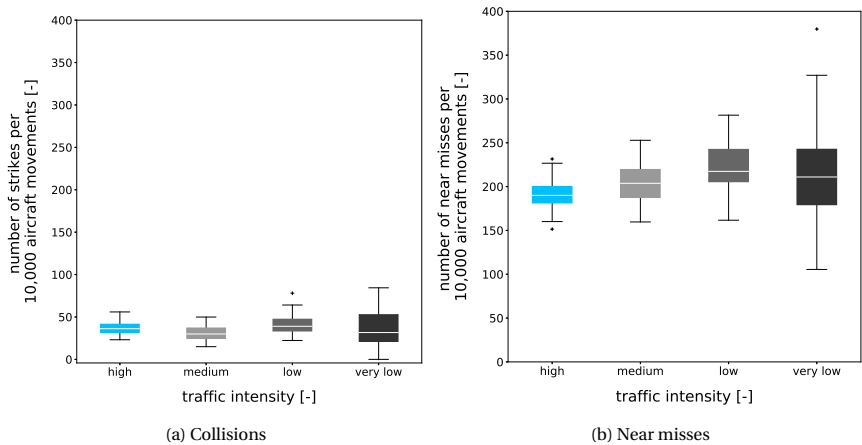 number of strikes per
10,000 aircraft movements [-]
400
350
300
250
200
150
100
50
0
high medium low very low
traffic intensity [-]
(a) Collisions
number of near misses per
10,000 aircraft movements [-]
400
350
300
250
200
150
100
50
0
high medium low very low
traffic intensity [-]
(b) Near misses